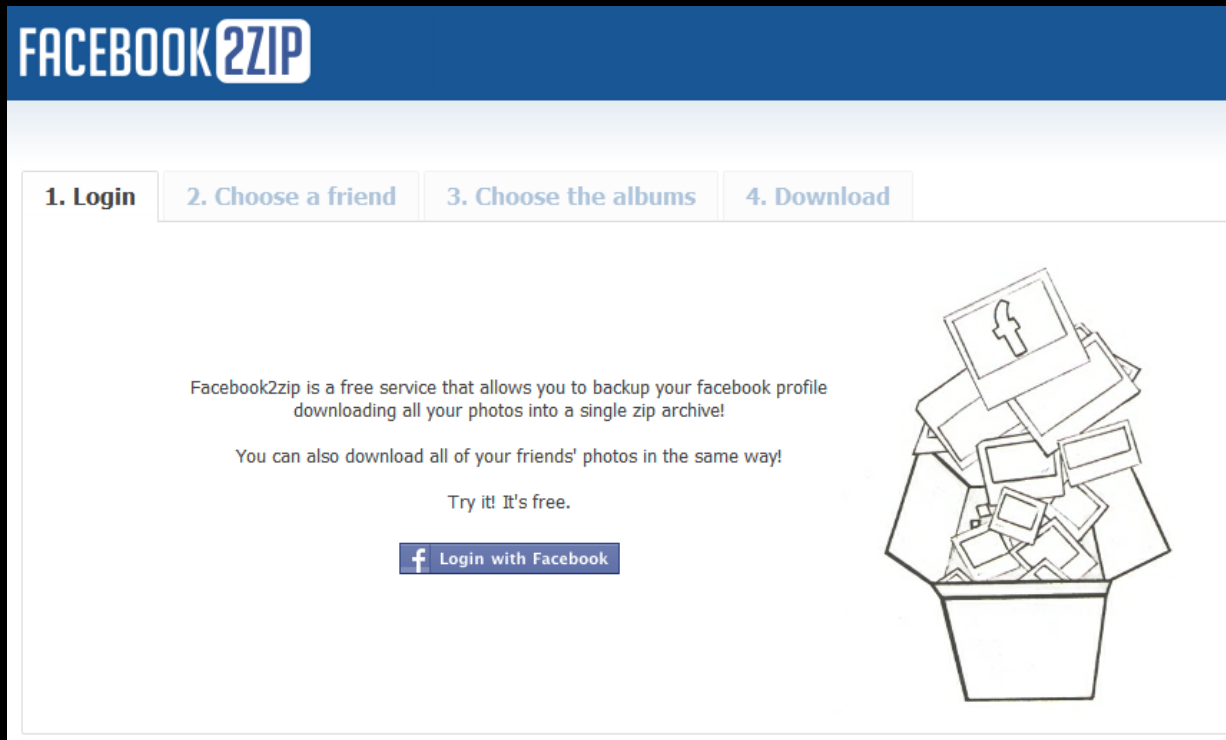 FACEBOOK 2ZIP
1. Login
2. Choose a friend
3. Choose the albums
4. Download
Facebook2zip is a free service that allows you to backup your facebook profile
downloading all your photos into a single zip archive!
You can also download all of your friends' photos in the same way!
Try it! It's free.
f Login with Facebook
f